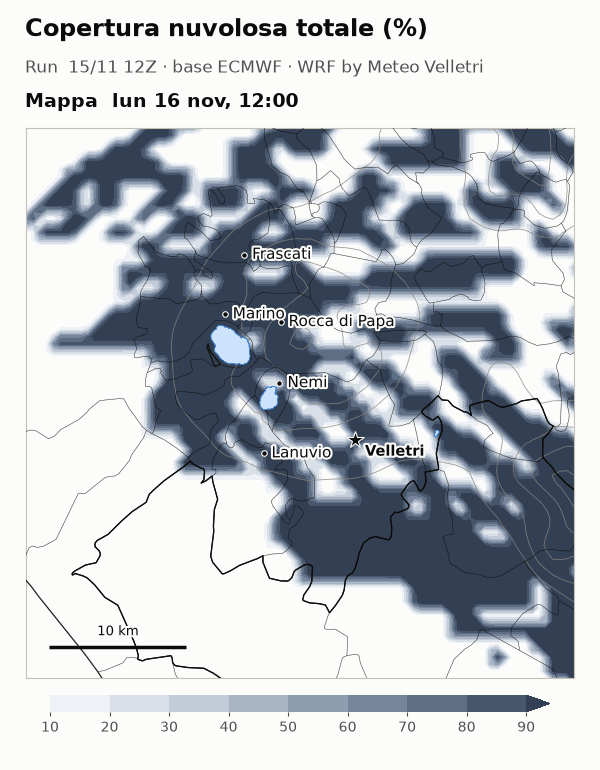 Copertura nuvolosa totale (%)
Run  15/11 12Z · base ECMWF · WRF by Meteo Velletri
Mappa  lun 16 nov, 12:00
Frascati
Marino
Rocca di Papa
Nemi
Velletri
Lanuvio
10 km
10 20 30 40 50 60 70 80 90